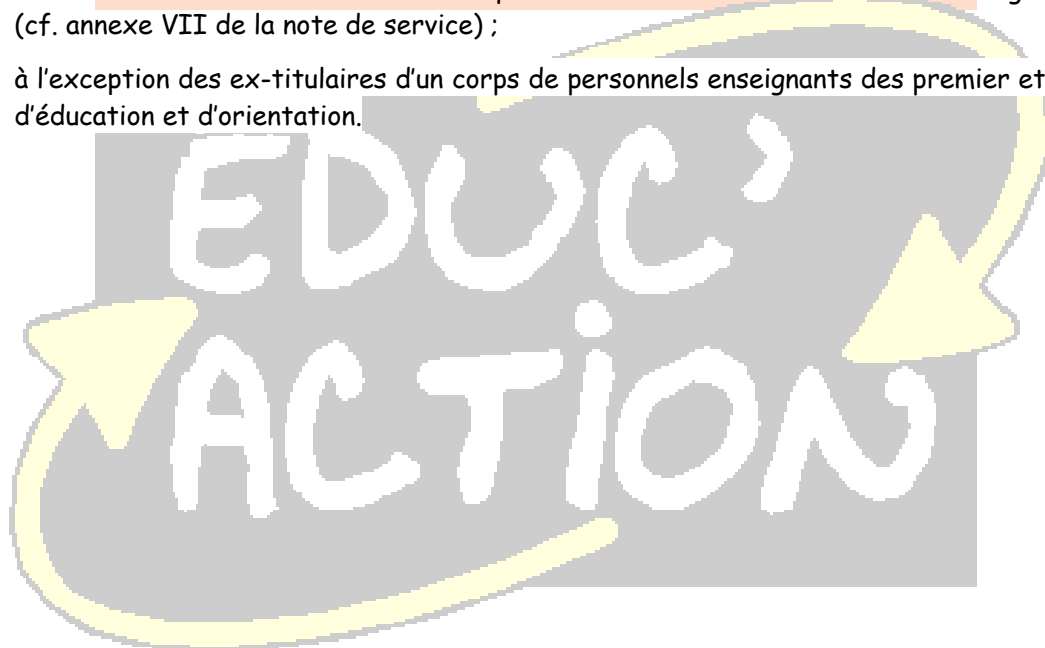 (cf. annexe VII de la note de service) ;
à l'exception des ex-titulaires d'un corps de personnels enseignants des premier et
d'éducation et d'orientation.
EDUC'
ACTiON